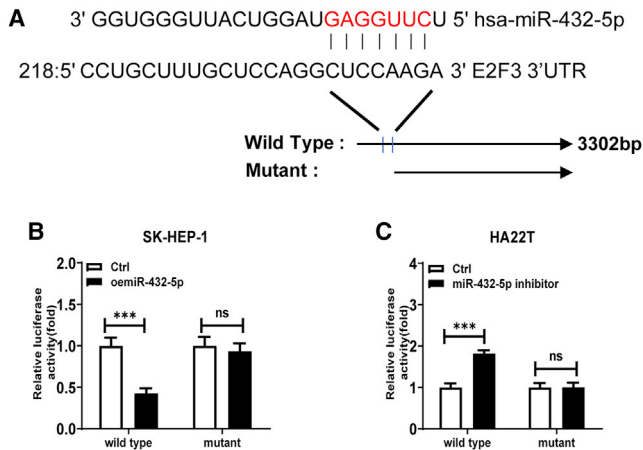 A
3' GGUGGGUUACUGGAUGAGGUUCU 5' hsa-miR-432-5p
218:5' CCUGCUUUGCUCCAGGCUCCAAGA 3' E2F3 3'UTR
Wild Type : 3302bp
Mutant :
B
SK-HEP-1
Ctrl
oemiR-432-5p
Relative luciferase
activity(fold)
2.0
1.5
1.0
0.5
0.0
***
ns
wild type mutant
C
HA22T
Ctrl
miR-432-5p inhibitor
Relative luciferase
activity(fold)
4
3
2
1
0
***
ns
wild type mutant